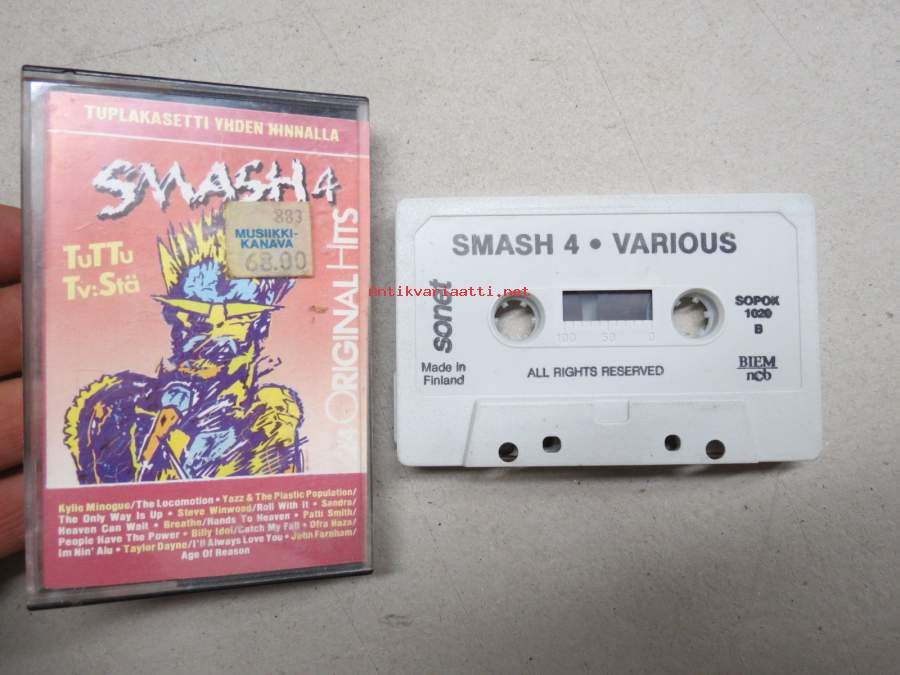 TUPLAKASETTI YHDEN HINNALLA
SMASH 4
883
MUSIIKKI-
KANAVA
68.00
TuTTu
Tv:Stä
24 ORIGINAL HITS
Kylie Minogue/The Locomotion • Yazz & The Plastic Population/
The Only Way Is Up • Steve Winwood/Roll With It • Sandra/
Heaven Can Wait • Breathe/Hands To Heaven • Patti Smith/
People Have The Power • Billy Idol/Catch My Fall • Ofra Haza/
Im Nin' Alu • Taylor Dayne/I'll Always Love You • John Farnham/
Age Of Reason
SMASH 4 • VARIOUS
sonet
Made in
Finland
100 50 0
ALL RIGHTS RESERVED
SOPOK
1020
B
BIEM
ncb
Antikvariaatti.net